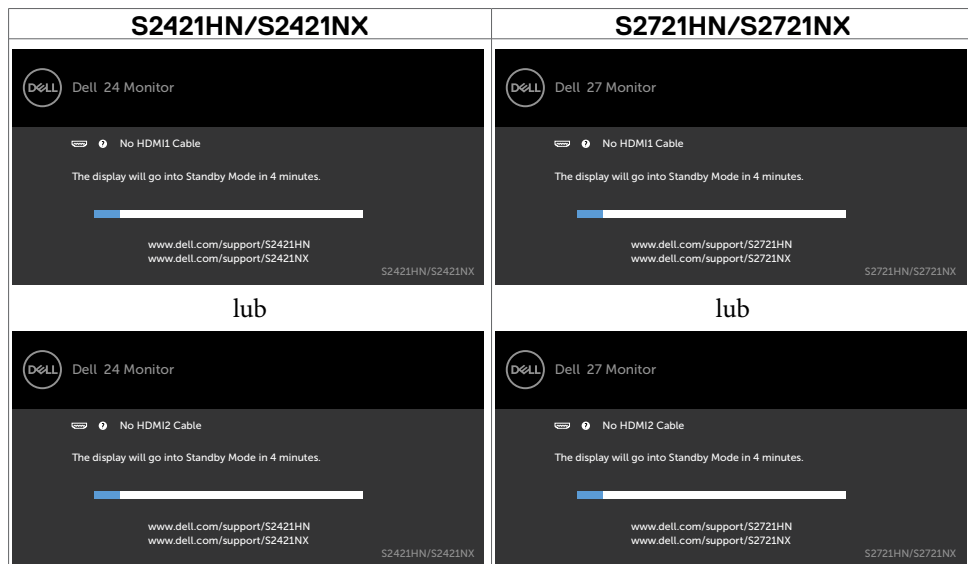 S2421HN/S2421NX
S2721HN/S2721NX
DELL
Dell 24 Monitor
? No HDMI1 Cable
The display will go into Standby Mode in 4 minutes.
www.dell.com/support/S2421HN
www.dell.com/support/S2421NX
S2421HN/S2421NX
DELL
Dell 27 Monitor
? No HDMI1 Cable
The display will go into Standby Mode in 4 minutes.
www.dell.com/support/S2721HN
www.dell.com/support/S2721NX
S2721HN/S2721NX
lub
lub
DELL
Dell 24 Monitor
? No HDMI2 Cable
The display will go into Standby Mode in 4 minutes.
www.dell.com/support/S2421HN
www.dell.com/support/S2421NX
S2421HN/S2421NX
DELL
Dell 27 Monitor
? No HDMI2 Cable
The display will go into Standby Mode in 4 minutes.
www.dell.com/support/S2721HN
www.dell.com/support/S2721NX
S2721HN/S2721NX